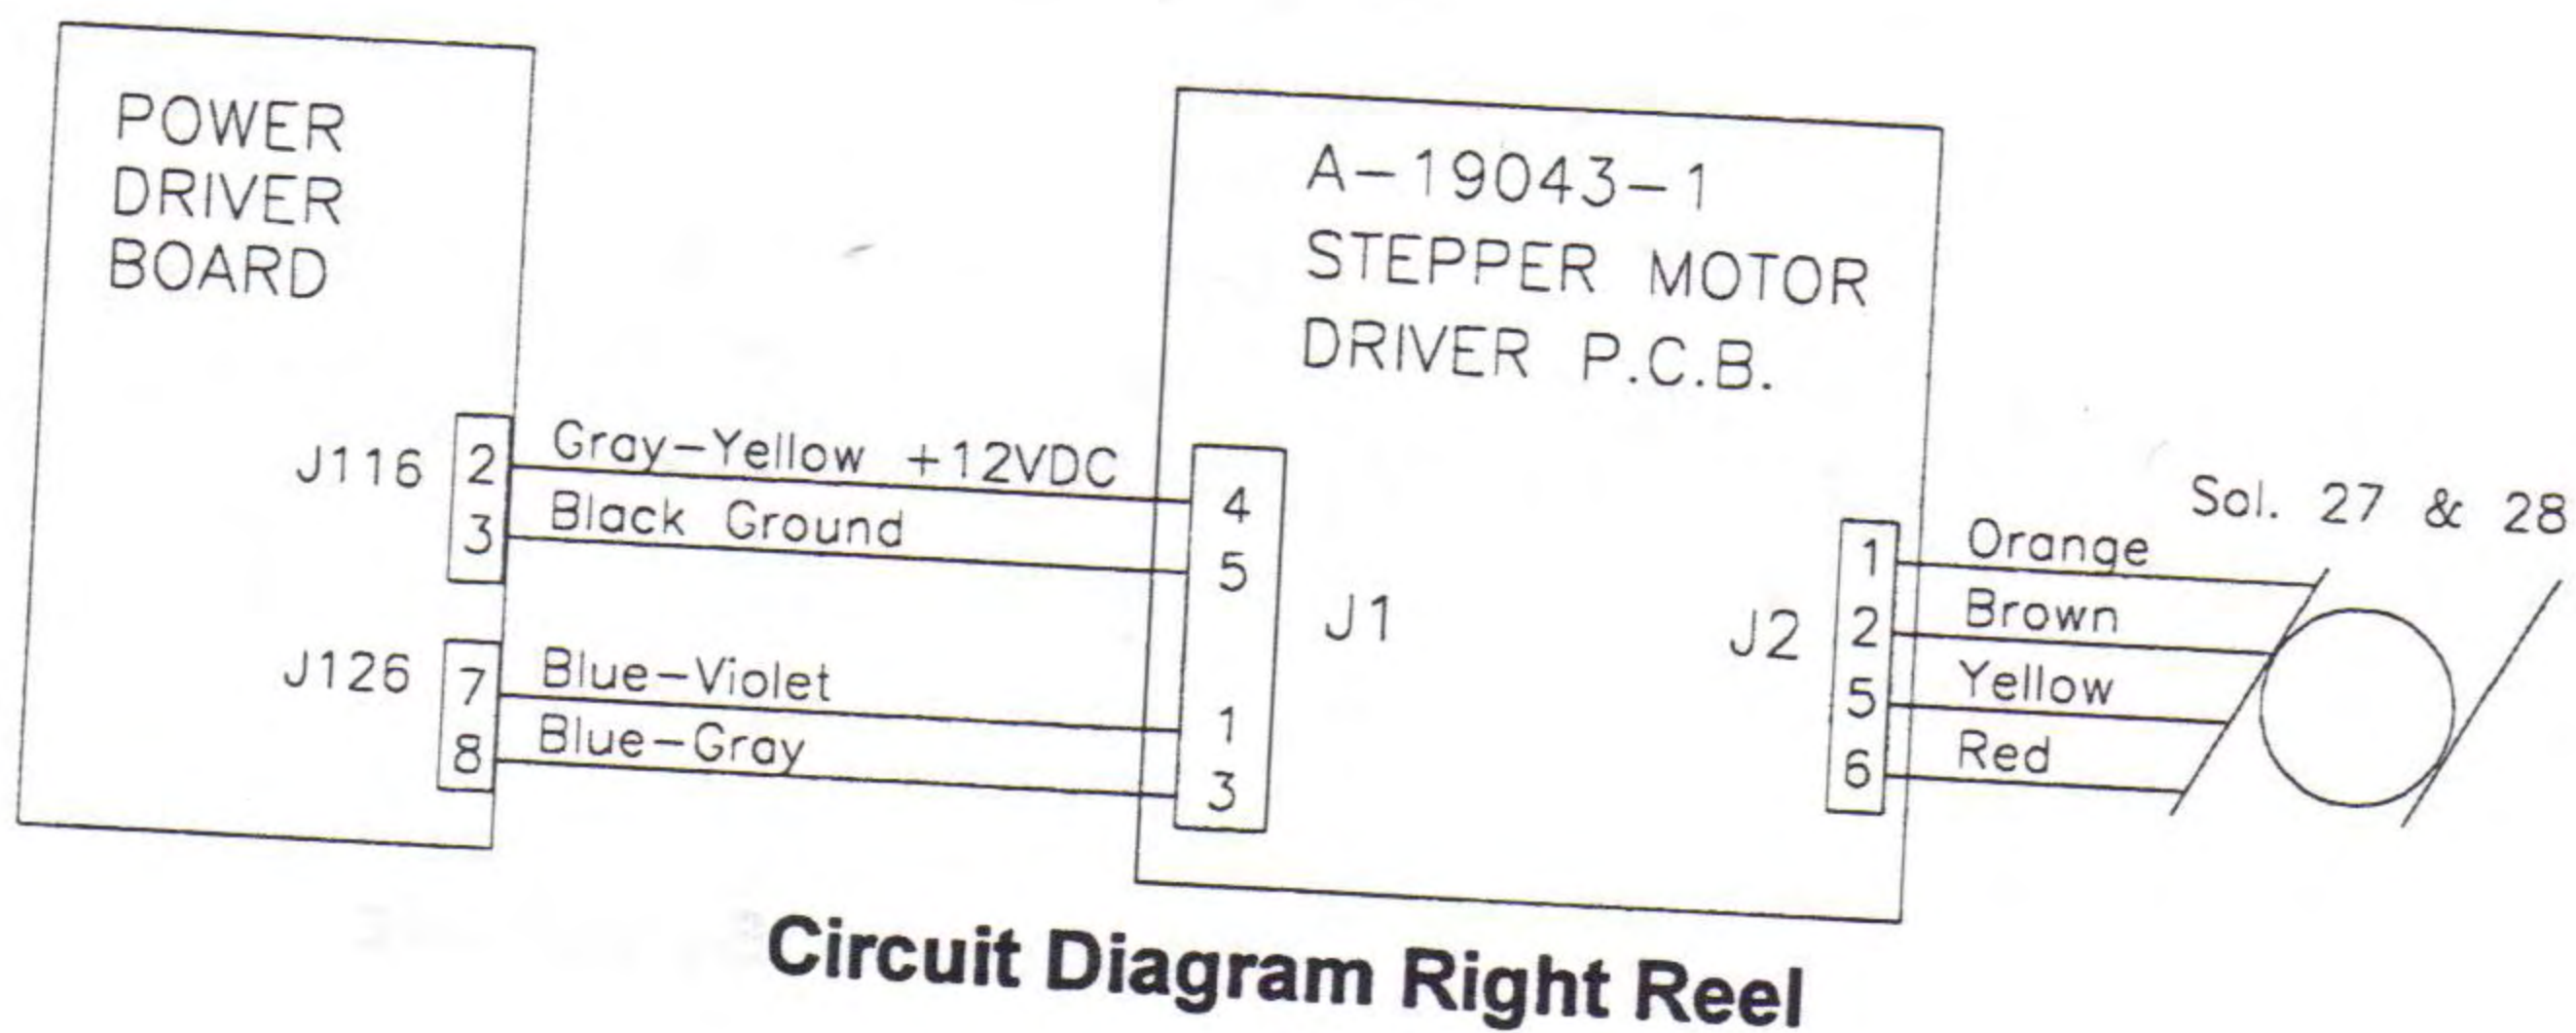 POWER
DRIVER
BOARD
A-19043-1
STEPPER MOTOR
DRIVER P.C.B.
J116
2
3
Gray-Yellow +12VDC
Black Ground
J126
7
8
Blue-Violet
Blue-Gray
4
5
1
3
J1
J2
1
2
5
6
Orange
Brown
Yellow
Red
Sol. 27 & 28
Circuit Diagram Right Reel